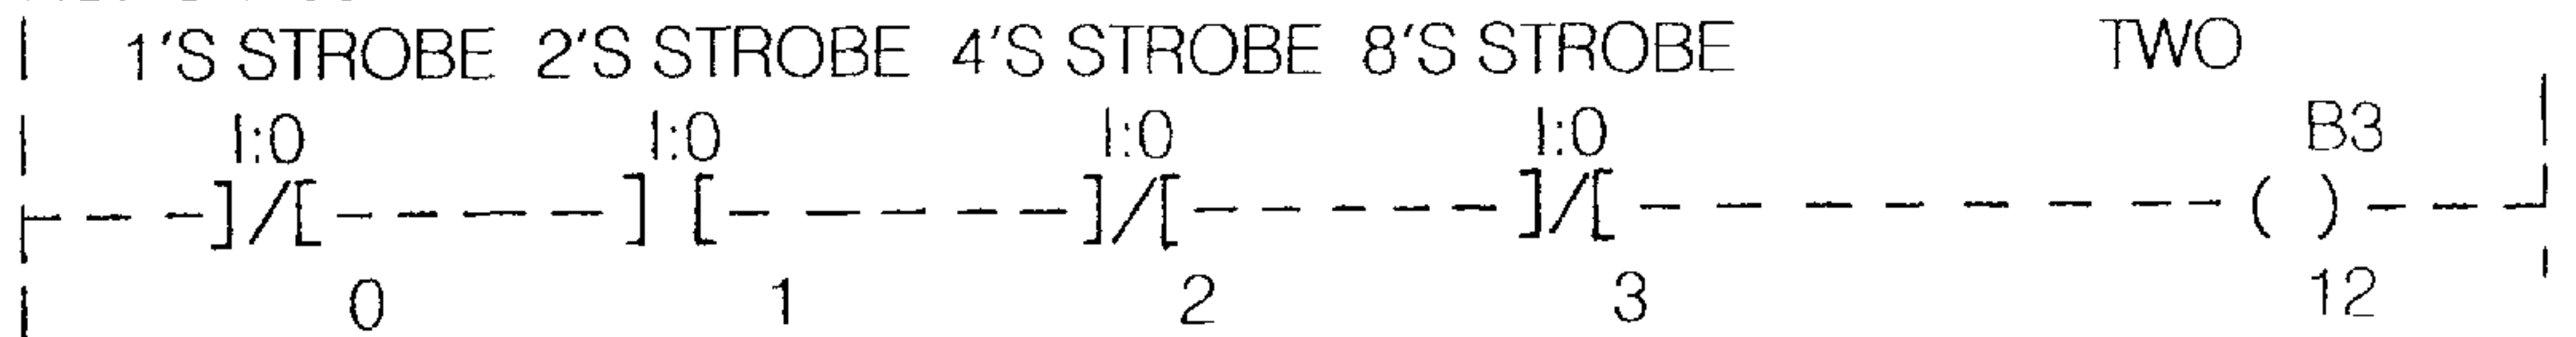 1'S STROBE 2'S STROBE 4'S STROBE 8'S STROBE TWO
I:0 I:0 I:0 I:0 B3
]/[ ] [ ]/[ ]/[ ( )
0 1 2 3 12